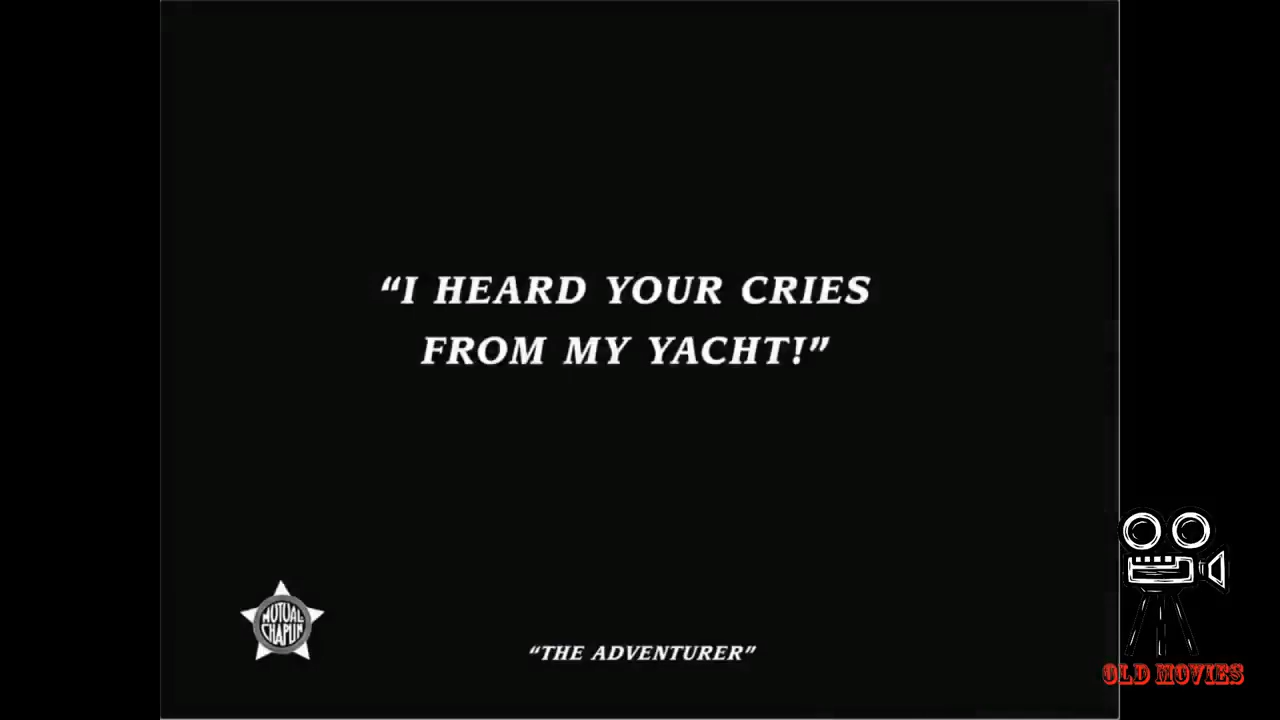 “I HEARD YOUR CRIES
FROM MY YACHT!”
MUTUAL
CHAPLIN
“THE ADVENTURER”
OLD MOVIES